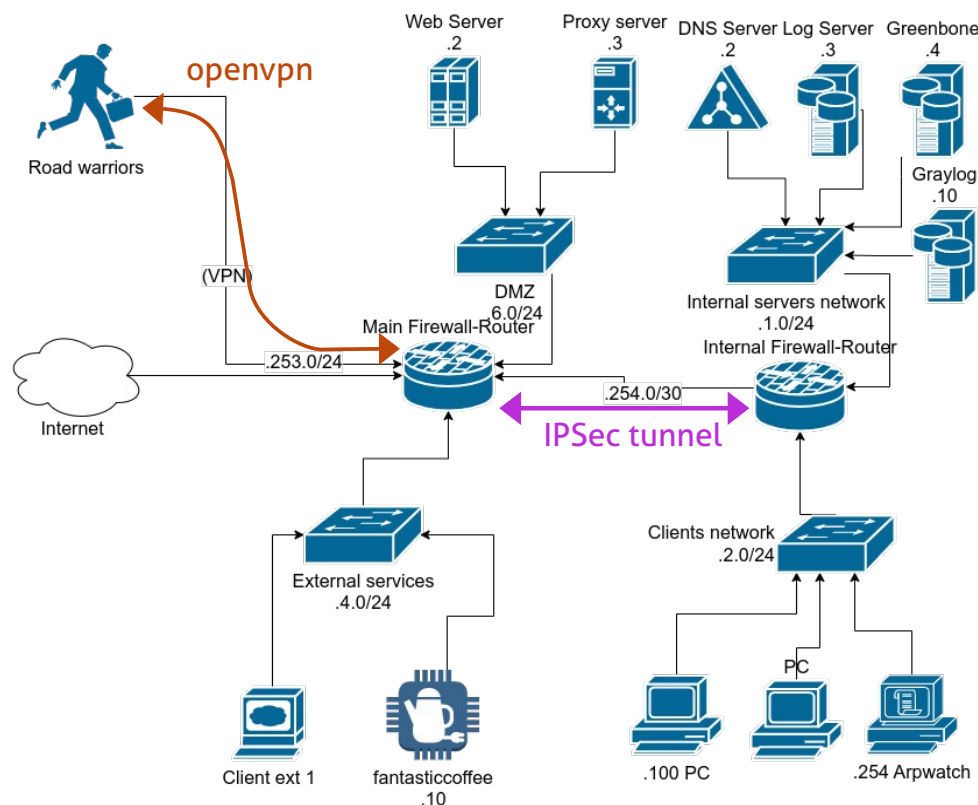 Web Server
.2
Proxy server
.3
DNS Server
.2
Log Server
.3
Greenbone
.4
openvpn
Road warriors
Graylog
.10
(VPN)
DMZ
.6.0/24
Internal servers network
.1.0/24
Main Firewall-Router
Internal Firewall-Router
.253.0/24
.254.0/30
Internet
IPSec tunnel
Clients network
.2.0/24
External services
.4.0/24
PC
Client ext 1
fantasticcoffee
.10
.100 PC
.254 Arpwatch